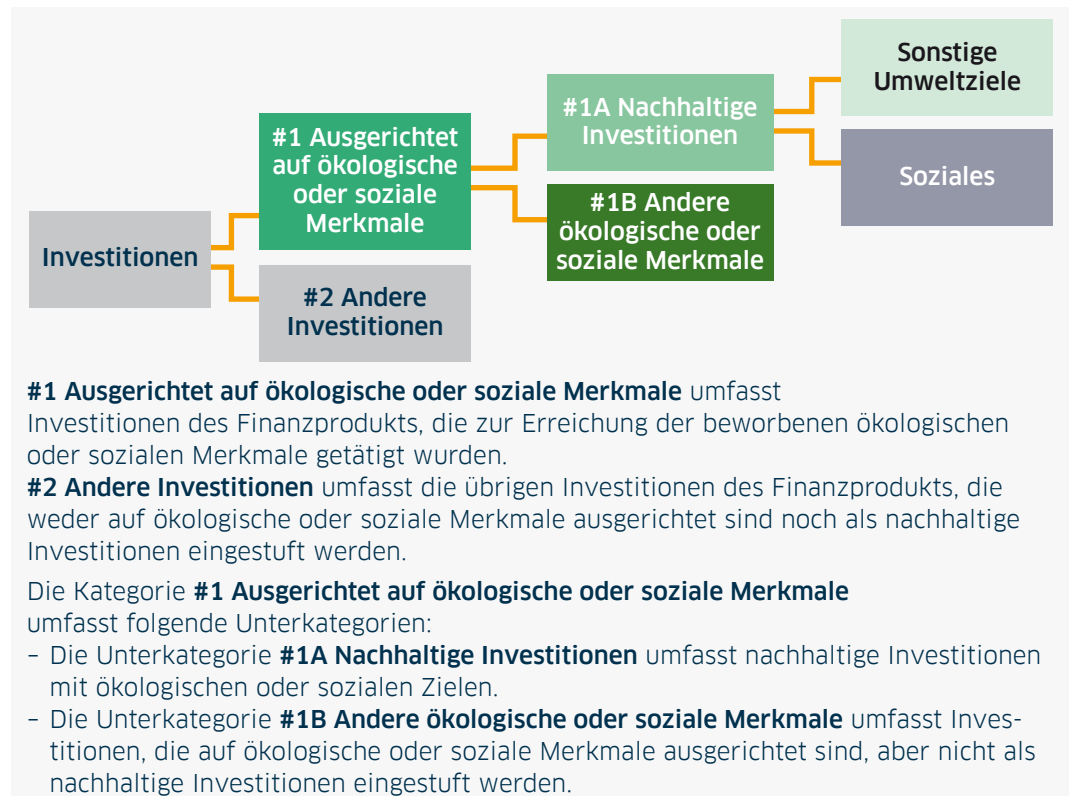 Sonstige
Umweltziele
#1A Nachhaltige
Investitionen
#1 Ausgerichtet
auf ökologische
oder soziale
Merkmale
Soziales
#1B Andere
ökologische oder
soziale Merkmale
Investitionen
#2 Andere
Investitionen
#1 Ausgerichtet auf ökologische oder soziale Merkmale umfasst
Investitionen des Finanzprodukts, die zur Erreichung der beworbenen ökologischen
oder sozialen Merkmale getätigt wurden.
#2 Andere Investitionen umfasst die übrigen Investitionen des Finanzprodukts, die
weder auf ökologische oder soziale Merkmale ausgerichtet sind noch als nachhaltige
Investitionen eingestuft werden.
Die Kategorie #1 Ausgerichtet auf ökologische oder soziale Merkmale
umfasst folgende Unterkategorien:
– Die Unterkategorie #1A Nachhaltige Investitionen umfasst nachhaltige Investitionen
mit ökologischen oder sozialen Zielen.
– Die Unterkategorie #1B Andere ökologische oder soziale Merkmale umfasst Inves-
titionen, die auf ökologische oder soziale Merkmale ausgerichtet sind, aber nicht als
nachhaltige Investitionen eingestuft werden.